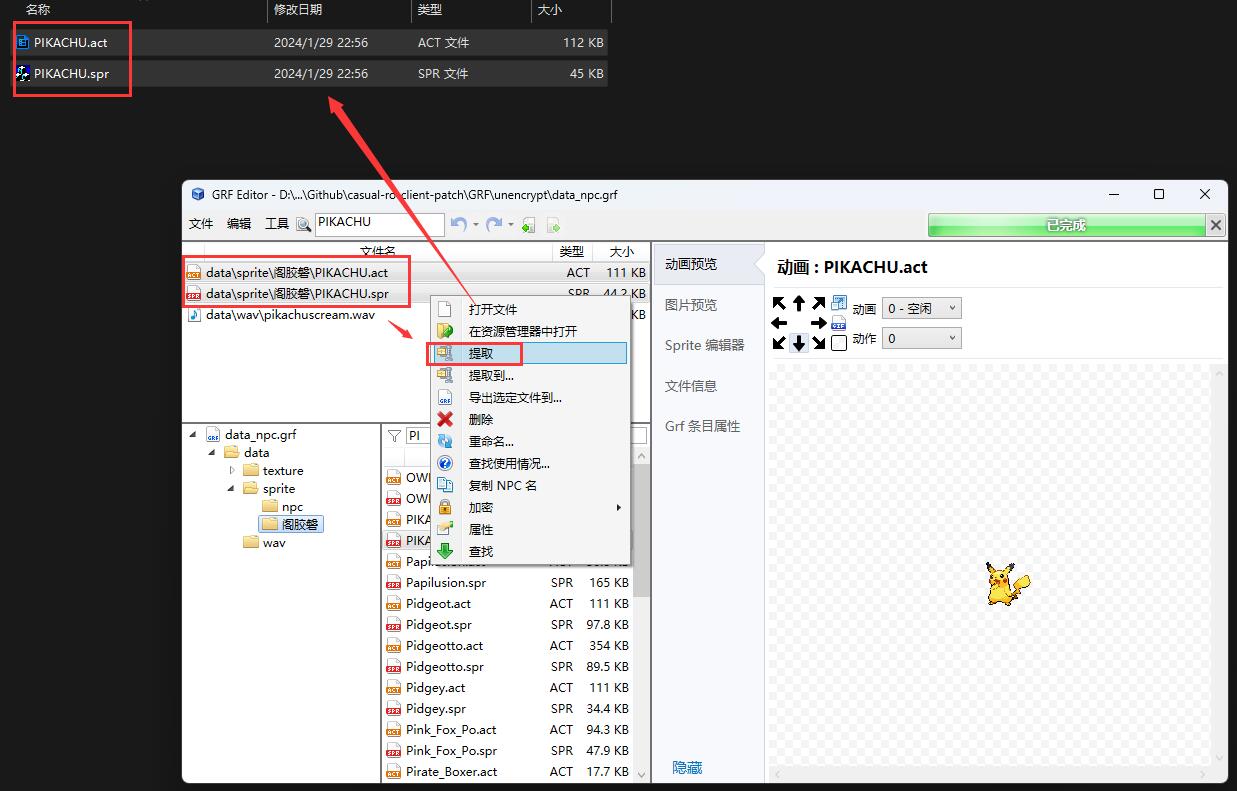 名称 修改日期 类型 大小
PIKACHU.act 2024/1/29 22:56 ACT 文件 112 KB
PIKACHU.spr 2024/1/29 22:56 SPR 文件 45 KB
GRF Editor - D:\...\Github\casual-ro-client-patch\GRF\unencrypt\data_npc.grf
文件 编辑 工具 PIKACHU 已完成
文件名 类型 大小
data\sprite\阁胶磐\PIKACHU.act ACT 111 KB
data\sprite\阁胶磐\PIKACHU.spr SPR 44.2 KB
data\wav\pikachuscream.wav KB
打开文件
在资源管理器中打开
提取
提取到...
导出选定文件到...
删除
重命名...
查找使用情况...
复制 NPC 名
加密
属性
查找
data_npc.grf
data
texture
sprite
npc
阁胶磐
wav
PI
OW
OW
PIKA
PIKA
Papilusion.spr SPR 165 KB
Pidgeot.act ACT 111 KB
Pidgeot.spr SPR 97.8 KB
Pidgeotto.act ACT 354 KB
Pidgeotto.spr SPR 89.5 KB
Pidgey.act ACT 111 KB
Pidgey.spr SPR 34.4 KB
Pink_Fox_Po.act ACT 94.3 KB
Pink_Fox_Po.spr SPR 47.9 KB
Pirate_Boxer.act ACT 17.7 KB
动画预览
图片预览
Sprite 编辑器
文件信息
Grf 条目属性
隐藏
动画 : PIKACHU.act
动画 0 - 空闲
动作 0